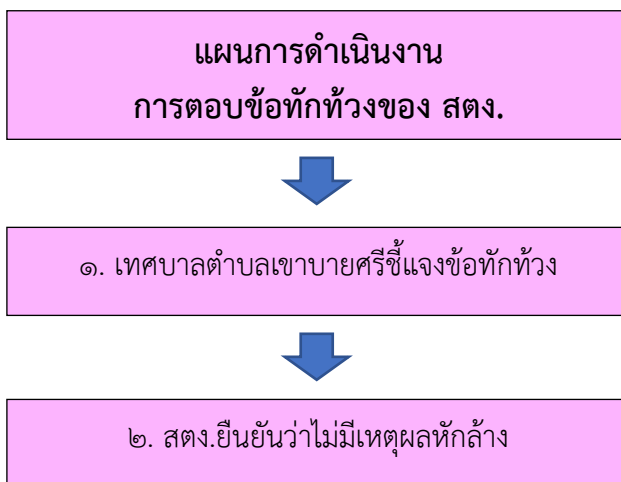 แผนการดำเนินงาน
การตอบข้อทักท้วงของ สตง.
๑. เทศบาลตำบลเขาบายศรีชี้แจงข้อทักท้วง
๒. สตง.ยืนยันว่าไม่มีเหตุผลหักล้าง